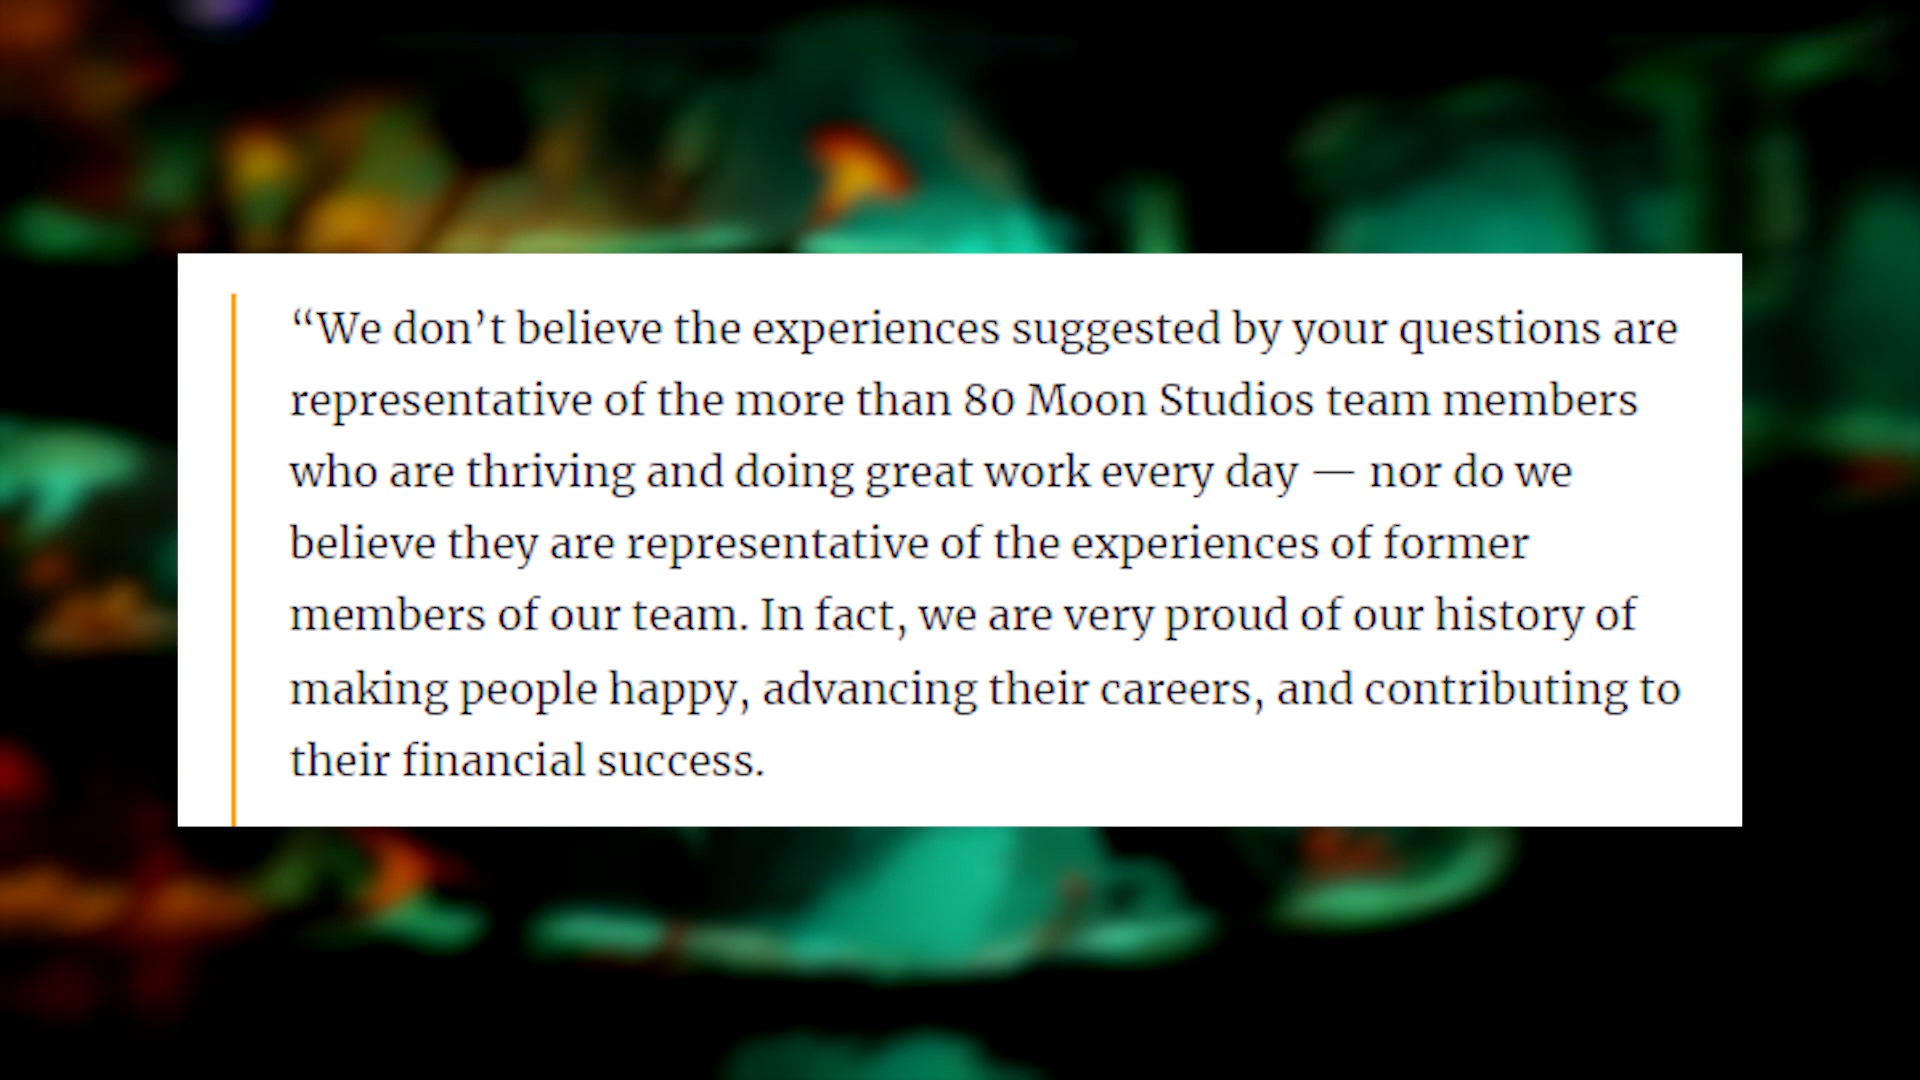 “We don’t believe the experiences suggested by your questions are
representative of the more than 80 Moon Studios team members
who are thriving and doing great work every day — nor do we
believe they are representative of the experiences of former
members of our team. In fact, we are very proud of our history of
making people happy, advancing their careers, and contributing to
their financial success.